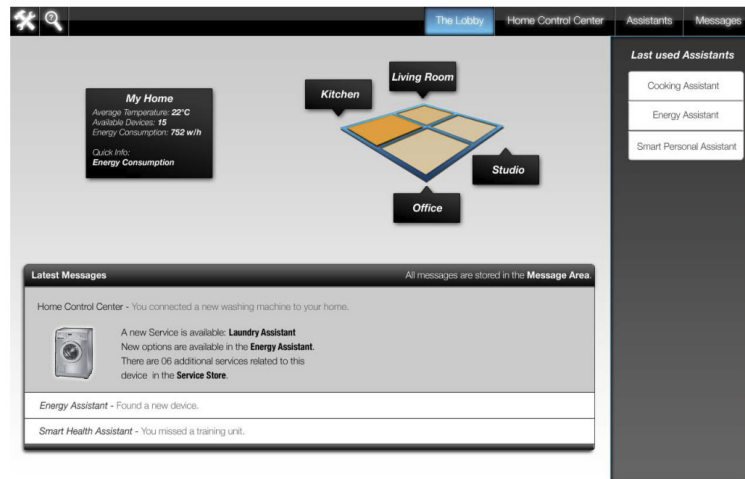 The Lobby
Home Control Center
Assistants
Messages
My Home
Average Temperature: 22°C
Available Devices: 15
Energy Consumption: 752 w/h
Quick Info:
Energy Consumption
Kitchen
Living Room
Studio
Office
Last used Assistants
Cooking Assistant
Energy Assistant
Smart Personal Assistant
Latest Messages
All messages are stored in the Message Area.
Home Control Center - You connected a new washing machine to your home.
A new Service is available: Laundry Assistant
New options are available in the Energy Assistant.
There are 06 additional services related to this
device in the Service Store.
Energy Assistant - Found a new device.
Smart Health Assistant - You missed a training unit.